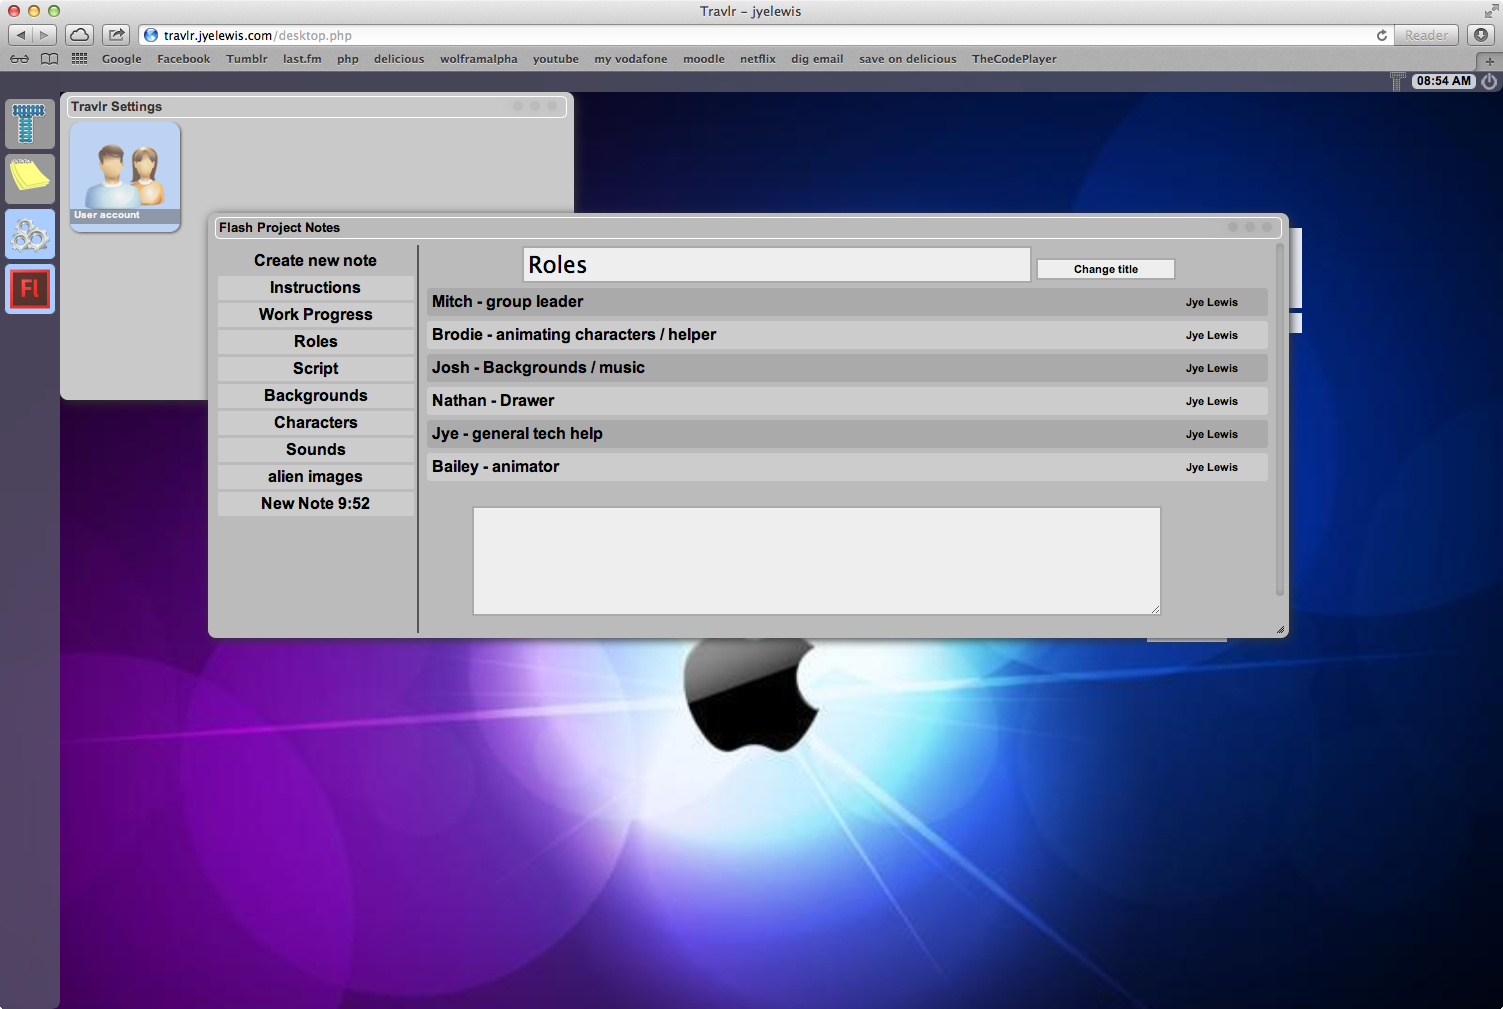 Travlr – jyelewis
travlr.jyelewis.com/desktop.php
Reader
Google Facebook Tumblr last.fm php delicious wolframalpha youtube my vodafone moodle netflix dig email save on delicious TheCodePlayer
08:54 AM
Travlr Settings
User account
Fl
Flash Project Notes
Create new note
Instructions
Work Progress
Roles
Script
Backgrounds
Characters
Sounds
alien images
New Note 9:52
Roles
Change title
Mitch - group leader Jye Lewis
Brodie - animating characters / helper Jye Lewis
Josh - Backgrounds / music Jye Lewis
Nathan - Drawer Jye Lewis
Jye - general tech help Jye Lewis
Bailey - animator Jye Lewis